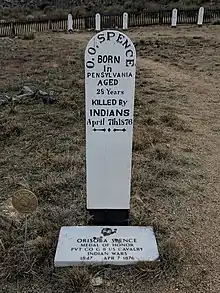 O.O. SPENCE
BORN
In
PENSYLVANIA
AGED
25 Years
KILLED By
INDIANS
April 7th 1876
ORISOBA SPENCE
MEDAL OF HONOR
PVT CO G 8 US CAVALRY
INDIAN WARS
1847 APR 7 1876